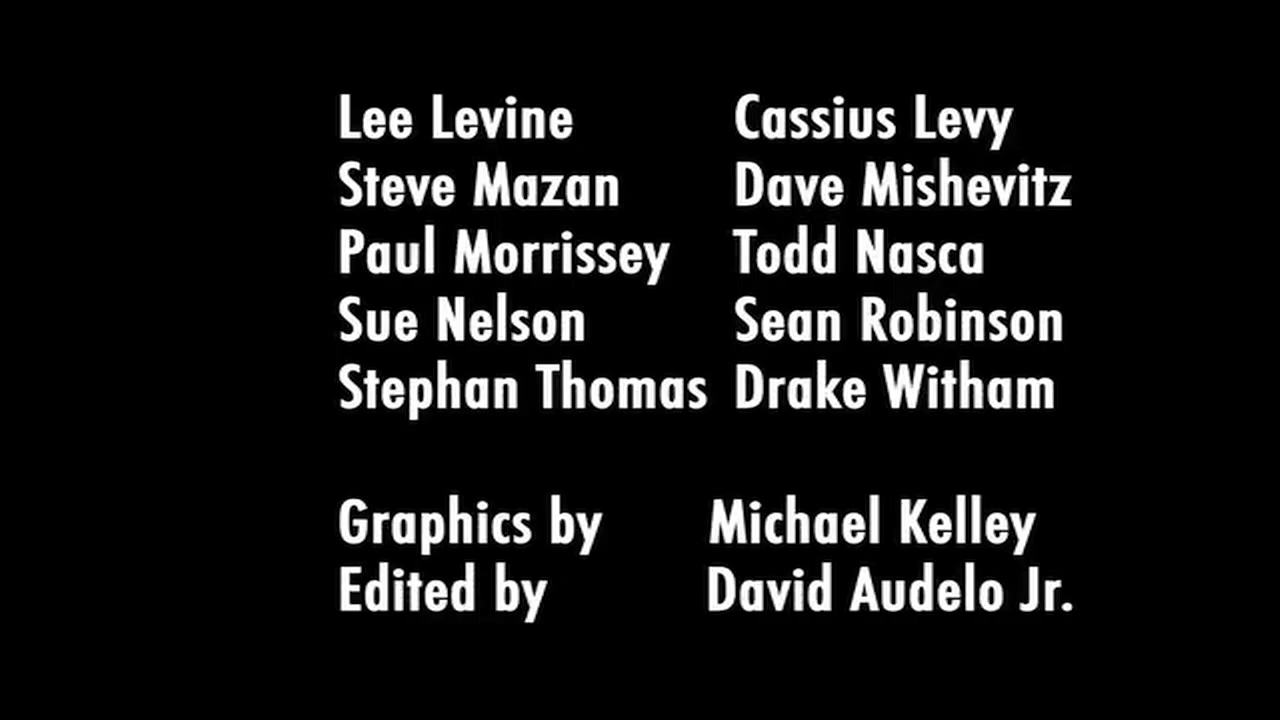 Lee Levine Cassius Levy
Steve Mazan Dave Mishevitz
Paul Morrissey Todd Nasca
Sue Nelson Sean Robinson
Stephan Thomas Drake Witham
Graphics by Michael Kelley
Edited by David Audelo Jr.